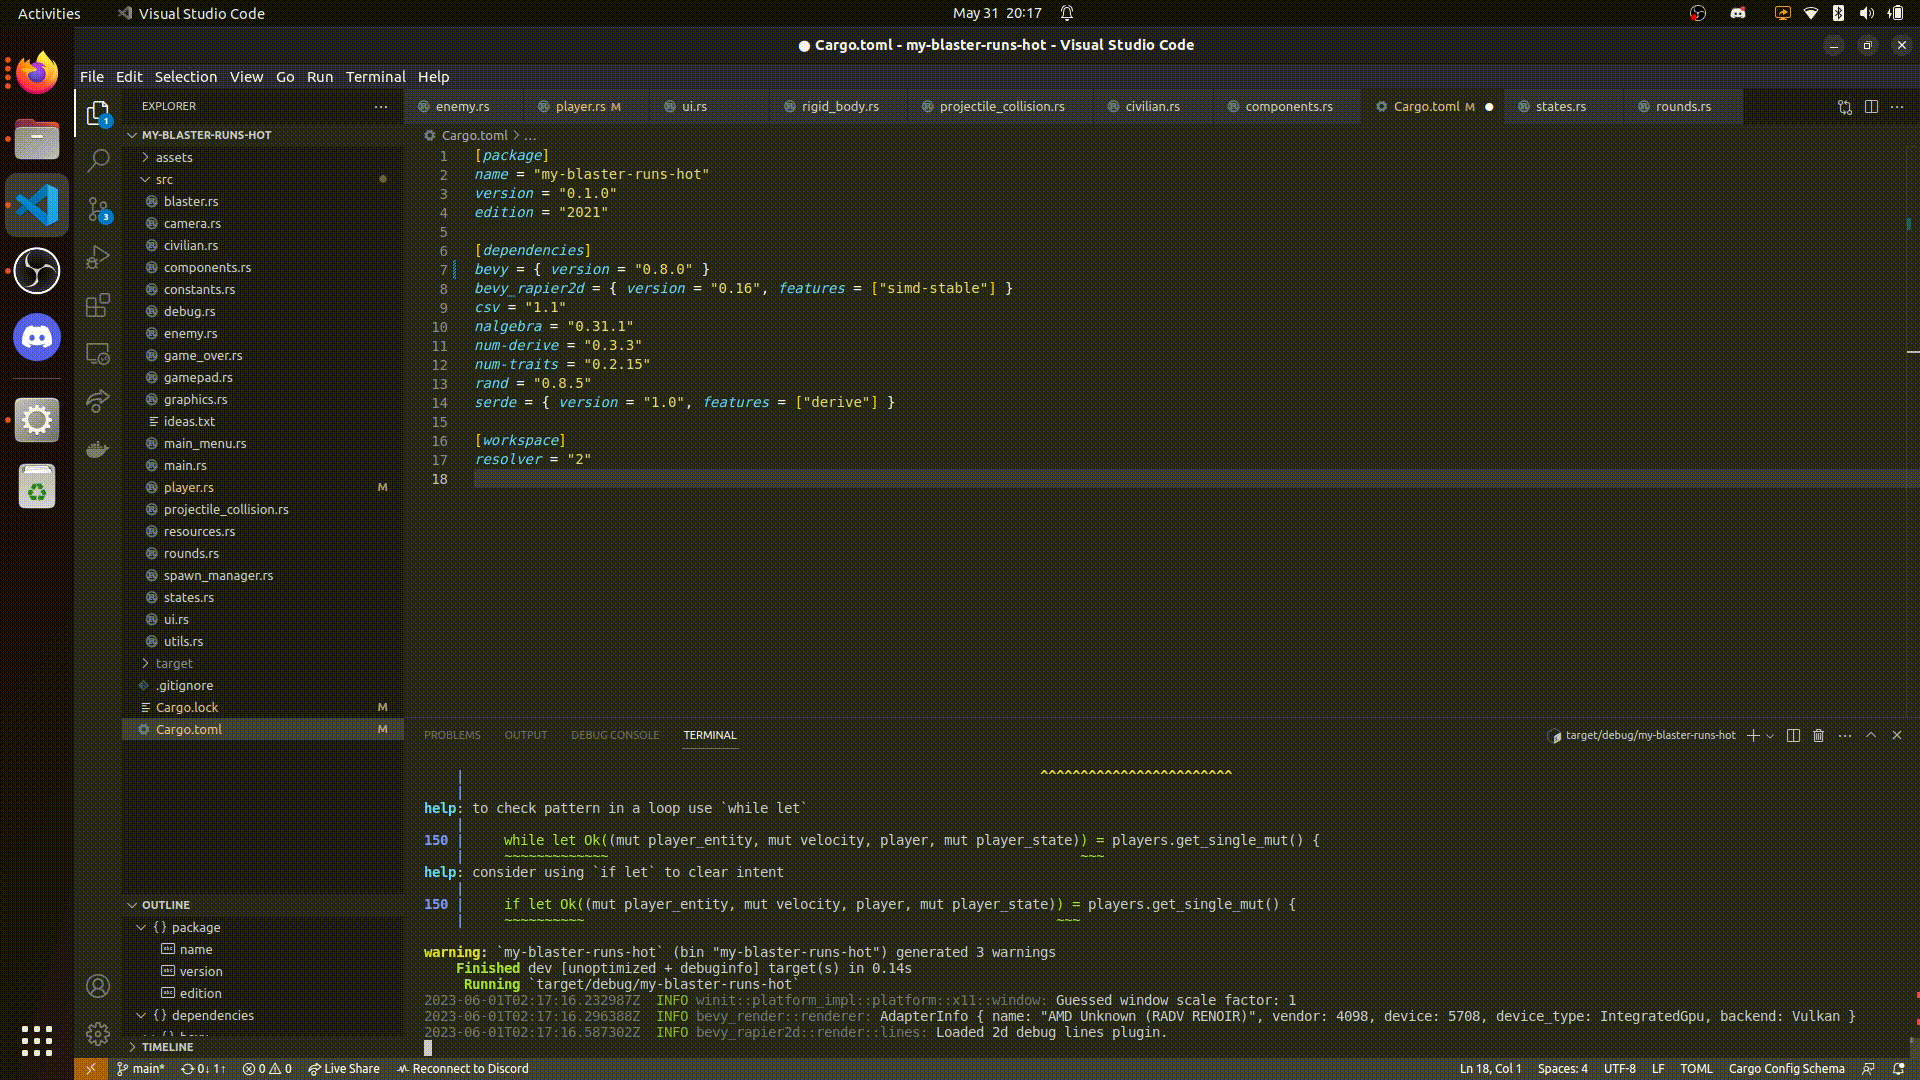 Activities
Visual Studio Code
May 31 20:17
Cargo.toml - my-blaster-runs-hot - Visual Studio Code
File Edit Selection View Go Run Terminal Help
EXPLORER
enemy.rs
player.rs M
ui.rs
rigid_body.rs
projectile_collision.rs
civilian.rs
components.rs
Cargo.toml M
states.rs
rounds.rs
1
3
MY-BLASTER-RUNS-HOT
assets
src
blaster.rs
camera.rs
civilian.rs
components.rs
constants.rs
debug.rs
enemy.rs
game_over.rs
gamepad.rs
graphics.rs
ideas.txt
main_menu.rs
main.rs
player.rs M
projectile_collision.rs
resources.rs
rounds.rs
spawn_manager.rs
states.rs
ui.rs
utils.rs
target
.gitignore
Cargo.lock M
Cargo.toml M
OUTLINE
{} package
name
version
edition
{} dependencies
TIMELINE
Cargo.toml > ...
1 [package]
2 name = "my-blaster-runs-hot"
3 version = "0.1.0"
4 edition = "2021"
5
6 [dependencies]
7 bevy = { version = "0.8.0" }
8 bevy_rapier2d = { version = "0.16", features = ["simd-stable"] }
9 csv = "1.1"
10 nalgebra = "0.31.1"
11 num-derive = "0.3.3"
12 num-traits = "0.2.15"
13 rand = "0.8.5"
14 serde = { version = "1.0", features = ["derive"] }
15
16 [workspace]
17 resolver = "2"
18
PROBLEMS OUTPUT DEBUG CONSOLE TERMINAL
target/debug/my-blaster-runs-hot
| ^^^^^^^^^^^^^^^^^^^^^^^^
|
help: to check pattern in a loop use `while let`
|
150 | while let Ok((mut player_entity, mut velocity, player, mut player_state)) = players.get_single_mut() {
| ~~~~~~~~~~~~~ ~~~
help: consider using `if let` to clear intent
|
150 | if let Ok((mut player_entity, mut velocity, player, mut player_state)) = players.get_single_mut() {
| ~~~~~~~~~~ ~~~
warning: `my-blaster-runs-hot` (bin "my-blaster-runs-hot") generated 3 warnings
Finished dev [unoptimized + debuginfo] target(s) in 0.14s
Running `target/debug/my-blaster-runs-hot`
2023-06-01T02:17:16.232987Z INFO winit::platform_impl::platform::x11::window: Guessed window scale factor: 1
2023-06-01T02:17:16.296388Z INFO bevy_render::renderer: AdapterInfo { name: "AMD Unknown (RADV RENOIR)", vendor: 4098, device: 5708, device_type: IntegratedGpu, backend: Vulkan }
2023-06-01T02:17:16.587302Z INFO bevy_rapier2d::render::lines: Loaded 2d debug lines plugin.
main* 0↓ 1↑ 0 0 Live Share Reconnect to Discord
Ln 18, Col 1 Spaces: 4 UTF-8 LF TOML Cargo Config Schema